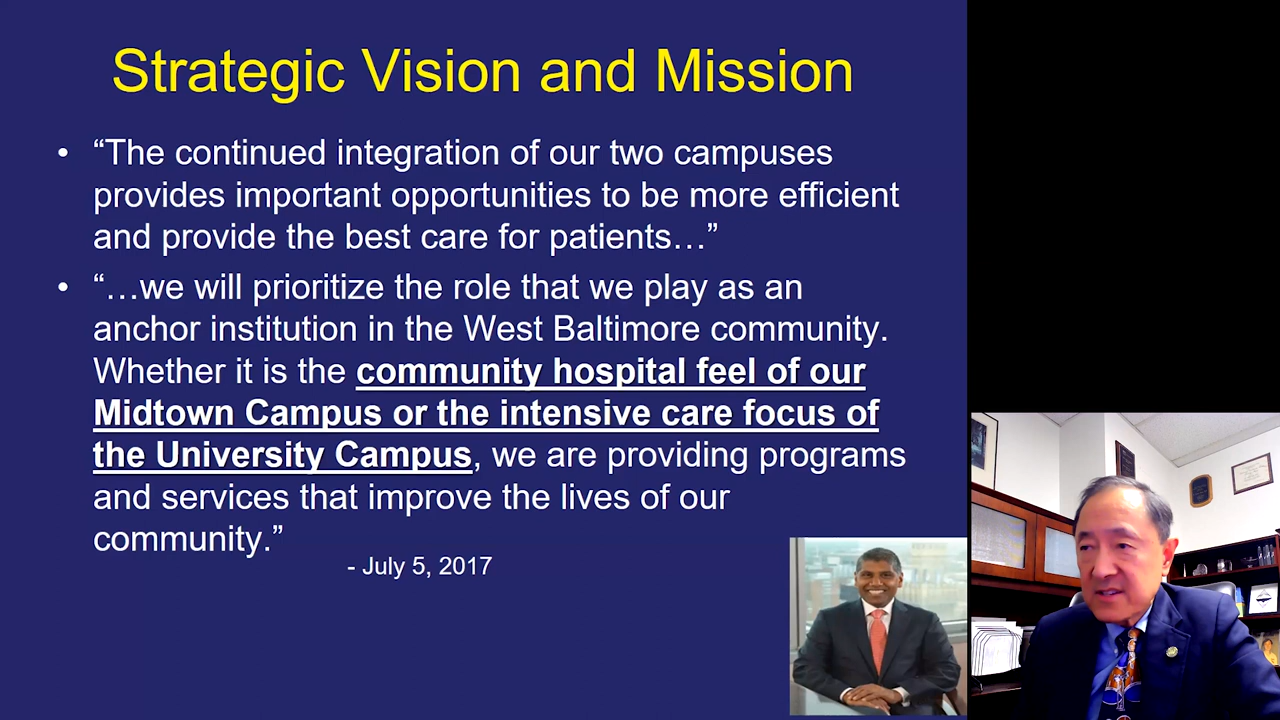 Strategic Vision and Mission
• “The continued integration of our two campuses
provides important opportunities to be more efficient
and provide the best care for patients…”
• “…we will prioritize the role that we play as an
anchor institution in the West Baltimore community.
Whether it is the community hospital feel of our
Midtown Campus or the intensive care focus of
the University Campus, we are providing programs
and services that improve the lives of our
community.”
- July 5, 2017